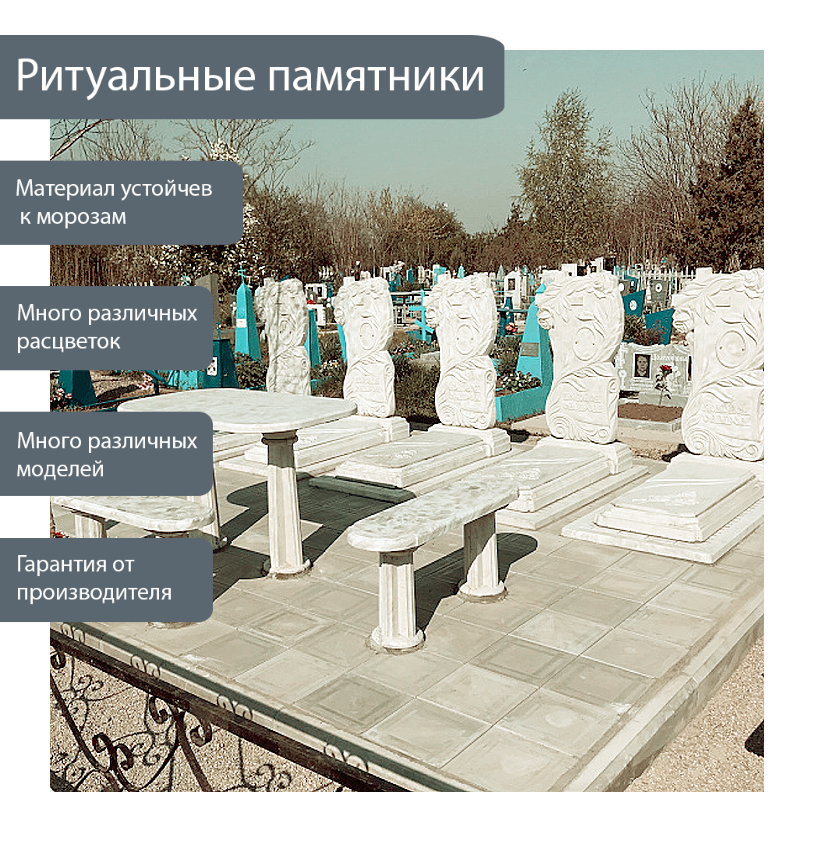 Ритуальные памятники
Материал устойчев
к морозам
Много различных
расцветок
Много различных
моделей
Гарантия от
производителя